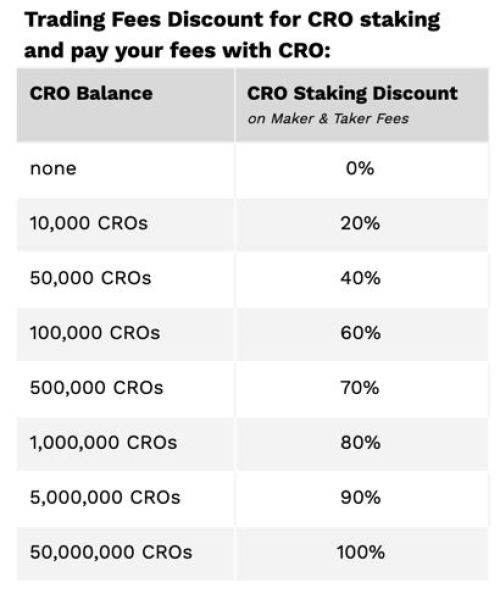 Trading Fees Discount for CRO staking
and pay your fees with CRO:
CRO Balance CRO Staking Discount
on Maker & Taker Fees
none 0%
10,000 CROs 20%
50,000 CROs 40%
100,000 CROs 60%
500,000 CROs 70%
1,000,000 CROs 80%
5,000,000 CROs 90%
50,000,000 CROs 100%